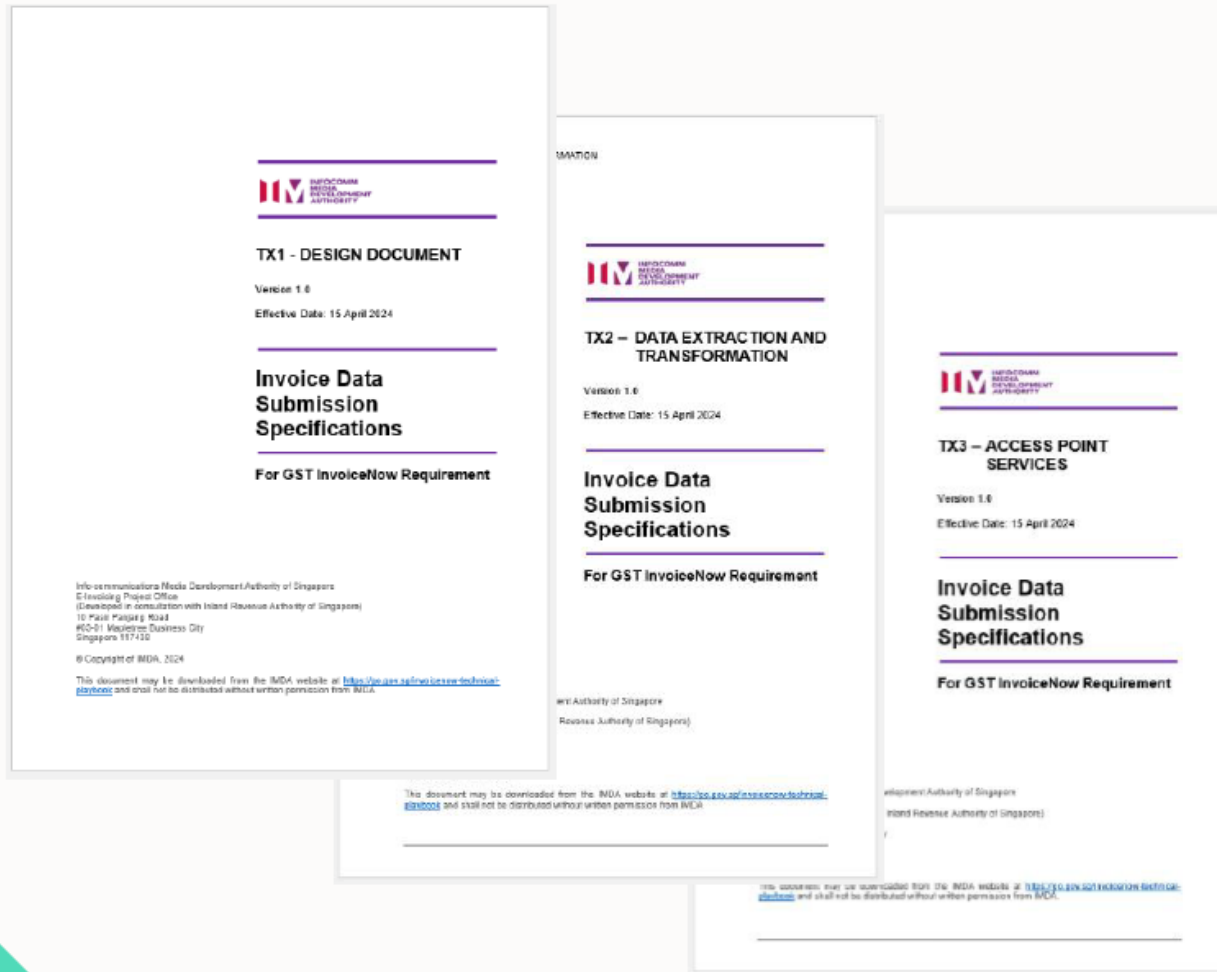 INFOCOMM
MEDIA
DEVELOPMENT
AUTHORITY
TX1 - DESIGN DOCUMENT
Version 1.0
Effective Date: 15 April 2024
Invoice Data
Submission
Specifications
For GST InvoiceNow Requirement
Info-communications Media Development Authority of Singapore
E-Invoicing Project Office
(Developed in consultation with Inland Revenue Authority of Singapore)
10 Pasir Panjang Road
#03-01 Mapletree Business City
Singapore 117438
© Copyright of IMDA, 2024
This document may be downloaded from the IMDA website at https://go.gov.sg/invoicenow-technical-
playbook and shall not be distributed without written permission from IMDA
RMATION
INFOCOMM
MEDIA
DEVELOPMENT
AUTHORITY
TX2 – DATA EXTRACTION AND
TRANSFORMATION
Version 1.0
Effective Date: 15 April 2024
Invoice Data
Submission
Specifications
For GST InvoiceNow Requirement
ent Authority of Singapore
Revenue Authority of Singapore)
This document may be downloaded from the IMDA website at https://go.gov.sg/invoicenow-technical-
playbook and shall not be distributed without written permission from IMDA
INFOCOMM
MEDIA
DEVELOPMENT
AUTHORITY
TX3 – ACCESS POINT
SERVICES
Version 1.0
Effective Date: 15 April 2024
Invoice Data
Submission
Specifications
For GST InvoiceNow Requirement
elopment Authority of Singapore
Inland Revenue Authority of Singapore)
This document may be downloaded from the IMDA website at https://go.gov.sg/invoicenow-technical-
playbook and shall not be distributed without written permission from IMDA.